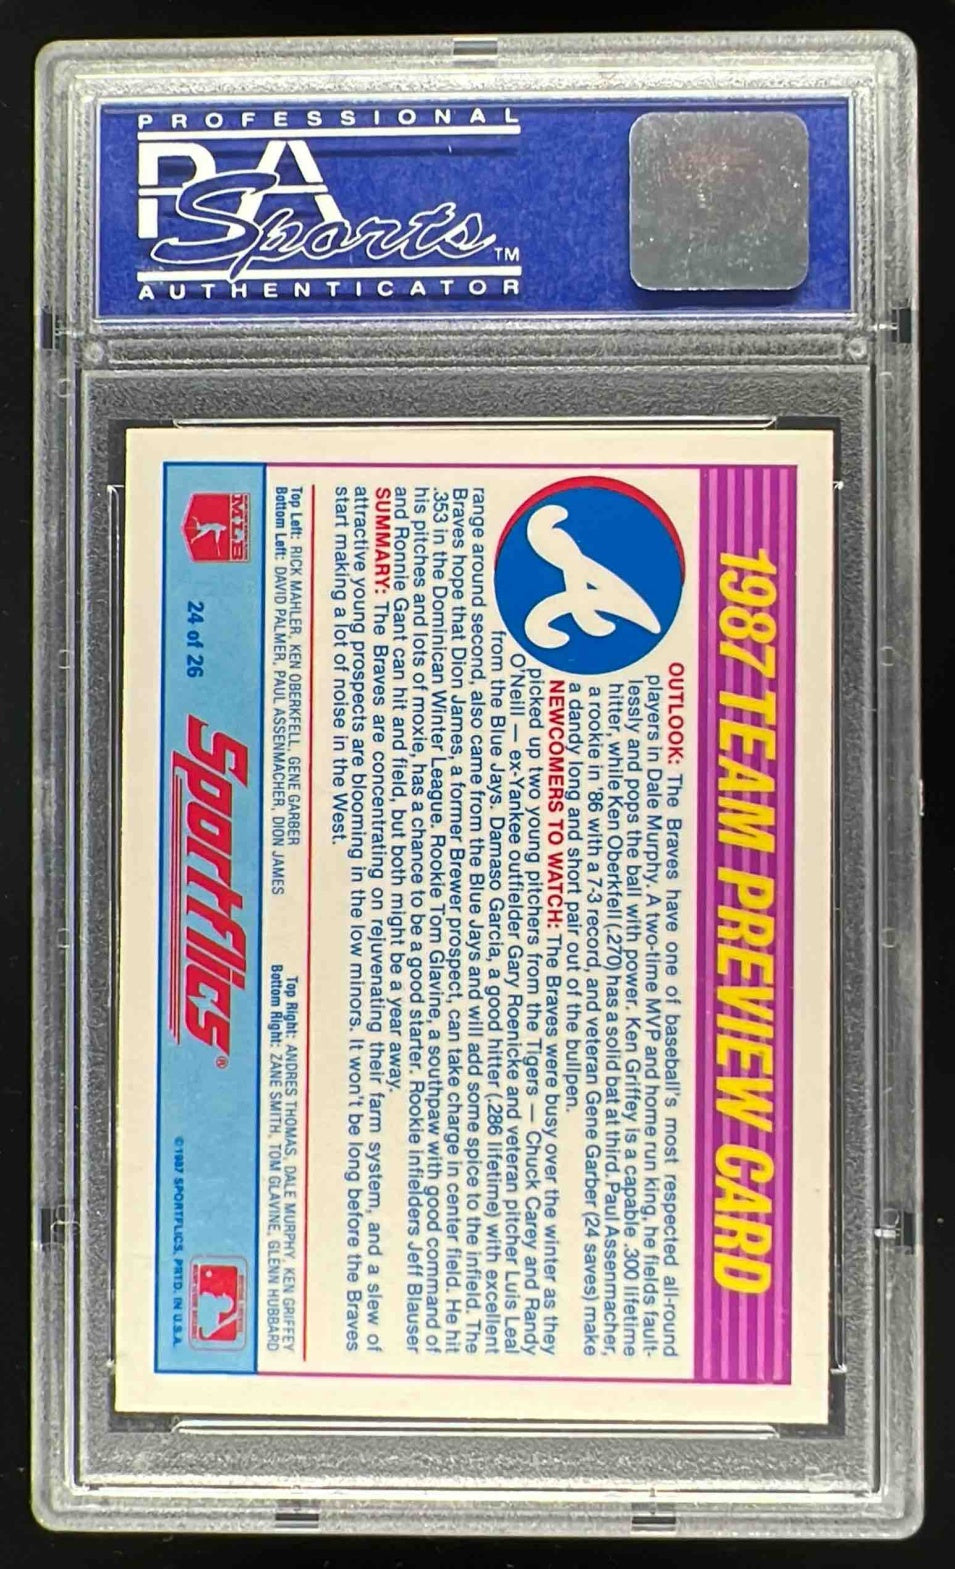 PROFESSIONAL
PSA
Sports™
AUTHENTICATOR
1987 TEAM PREVIEW CARD
OUTLOOK: The Braves have one of baseball's most respected all-round
players in Dale Murphy. A two-time MVP and home run king, he fields fault-
lessly and pops the ball with power. Ken Griffey is a capable .300 lifetime
hitter, while Ken Oberkfell (.270) has a solid bat at third. Paul Assenmacher,
a rookie in '86 with a 7-3 record, and veteran Gene Garber (24 saves) make
a dandy long and short pair out of the bullpen.
NEWCOMERS TO WATCH: The Braves were busy over the winter as they
picked up two young pitchers from the Tigers — Chuck Carey and Randy
O'Neill — ex-Yankee outfielder Gary Roenicke and veteran pitcher Luis Leal
from the Blue Jays. Damaso Garcia, a good hitter (.286 lifetime) with excellent
range around second, also came from the Blue Jays and will add some spice to the infield. The
Braves hope that Dion James, a former Brewer prospect, can take charge in center field. He hit
.353 in the Dominican Winter League. Rookie Tom Glavine, a southpaw with good command of
his pitches and lots of moxie, has a chance to be a good starter. Rookie infielders Jeff Blauser
and Ronnie Gant can hit and field, but both might be a year away.
SUMMARY: The Braves are concentrating on rejuvenating their farm system, and a slew of
attractive young prospects are blooming in the low minors. It won't be long before the Braves
start making a lot of noise in the West.
Top Left: RICK MAHLER, KEN OBERKFELL, GENE GARBER
Bottom Left: DAVID PALMER, PAUL ASSENMACHER, DION JAMES
Top Right: ANDRES THOMAS, DALE MURPHY, KEN GRIFFEY
Bottom Right: ZANE SMITH, TOM GLAVINE, GLENN HUBBARD
24 of 26
Sportflics®
©1987 SPORTFLICS, PRTD. IN U.S.A.